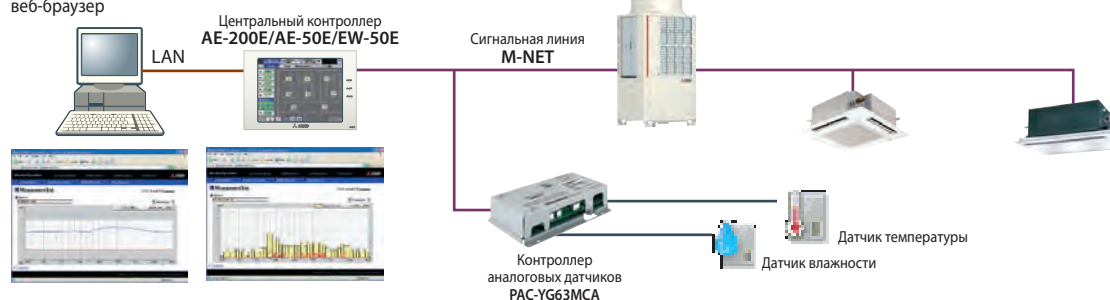 веб-браузер
LAN
Центральный контроллер
AE-200E/AE-50E/EW-50E
Сигнальная линия
M-NET
Контроллер
аналоговых датчиков
PAC-YG63MCA
Датчик температуры
Датчик влажности